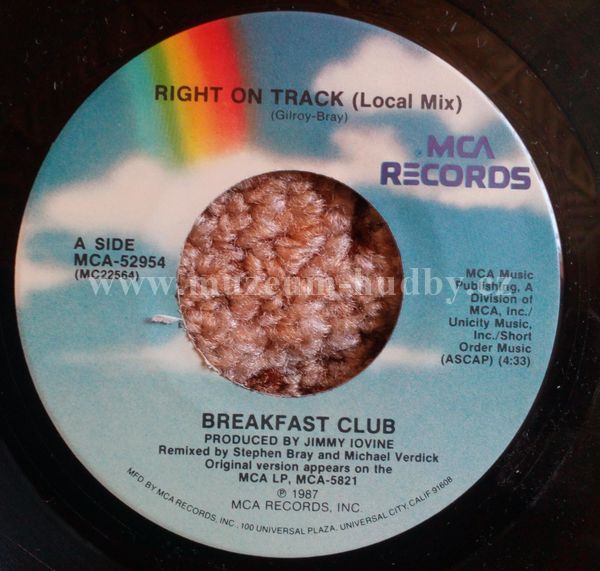 RIGHT ON TRACK (Local Mix)
(Gilroy-Bray)
MCA
RECORDS
A SIDE
MCA-52954
(MC22564)
MCA Music
Publishing, A
Division of
MCA, Inc./
Unicity Music,
Inc./Short
Order Music
(ASCAP) (4:33)
www.muzeum-hudby.cz
BREAKFAST CLUB
PRODUCED BY JIMMY IOVINE
Remixed by Stephen Bray and Michael Verdick
Original version appears on the
MCA LP, MCA-5821
℗ 1987
MCA RECORDS, INC.
MFD BY MCA RECORDS, INC., 100 UNIVERSAL PLAZA, UNIVERSAL CITY, CALIF. 91608